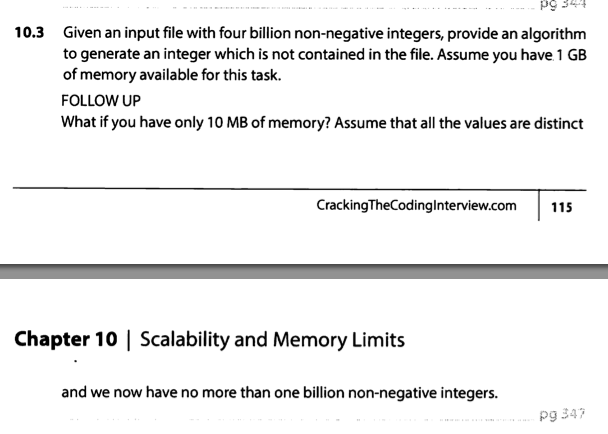 pg 344
10.3 Given an input file with four billion non-negative integers, provide an algorithm
to generate an integer which is not contained in the file. Assume you have 1 GB
of memory available for this task.
FOLLOW UP
What if you have only 10 MB of memory? Assume that all the values are distinct
CrackingTheCodingInterview.com 115
Chapter 10 | Scalability and Memory Limits
and we now have no more than one billion non-negative integers.
pg 347